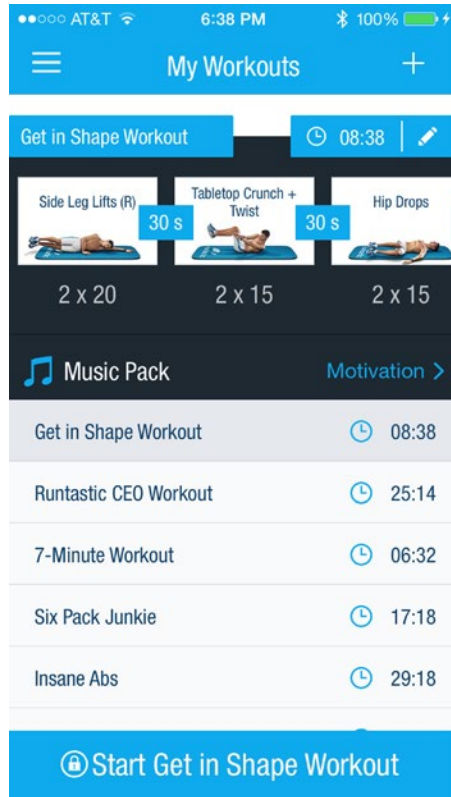 AT&T 6:38 PM 100%
My Workouts +
Get in Shape Workout 08:38
Side Leg Lifts (R)
30 s
Tabletop Crunch +
Twist
30 s
Hip Drops
2 x 20 2 x 15 2 x 15
Music Pack Motivation >
Get in Shape Workout 08:38
Runtastic CEO Workout 25:14
7-Minute Workout 06:32
Six Pack Junkie 17:18
Insane Abs 29:18
Start Get in Shape Workout